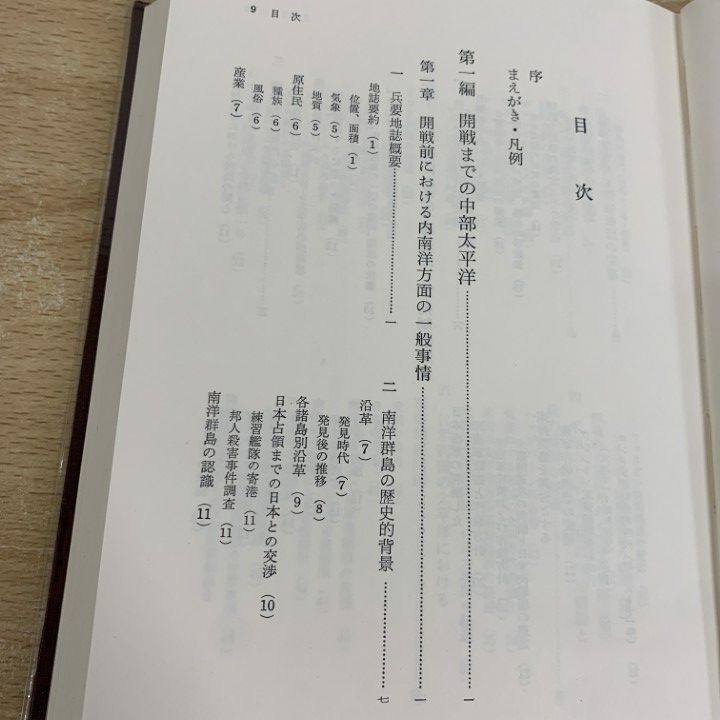 目次
序
まえがき・凡例
第一編 開戦までの中部太平洋……一
第一章 開戦前における内南洋方面の一般事情……一
一 兵要地誌概要……一
地誌要約(1)
位置、面積(1)
気象(5)
地質(5)
原住民(6)
種族(6)
風俗(6)
産業(7)
二 南洋群島の歴史的背景……七
沿革(7)
発見時代(7)
発見後の推移(8)
各諸島別沿革(9)
日本占領までの日本との交渉(10)
練習艦隊の寄港(11)
邦人殺害事件調査(11)
南洋群島の認識(11)
9 目次